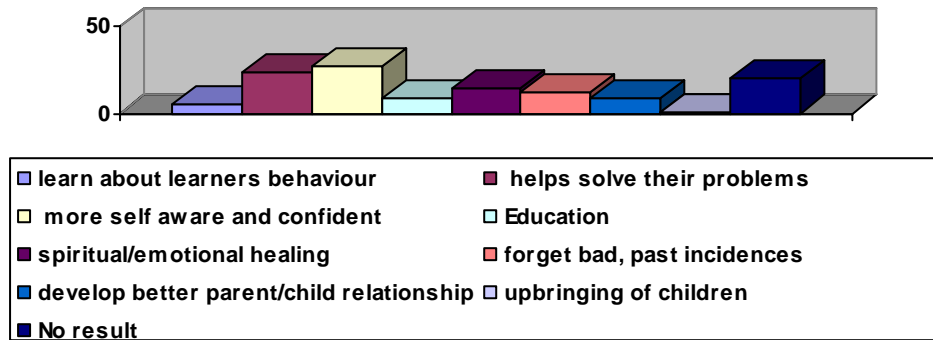 50
0
learn about learners behaviour
helps solve their problems
more self aware and confident
Education
spiritual/emotional healing
forget bad, past incidences
develop better parent/child relationship
upbringing of children
No result